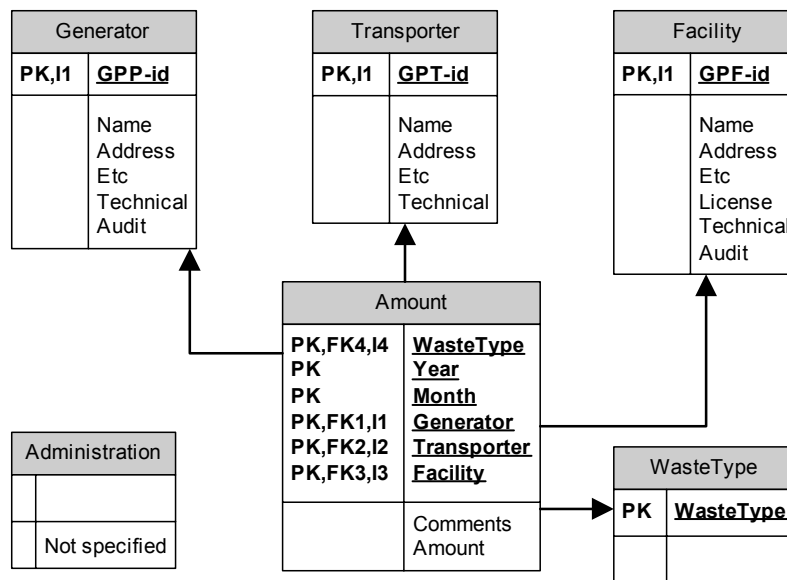 Generator
PK,I1 GPP-id
Name
Address
Etc
Technical
Audit
Transporter
PK,I1 GPT-id
Name
Address
Etc
Technical
Facility
PK,I1 GPF-id
Name
Address
Etc
License
Technical
Audit
Amount
PK,FK4,I4 WasteType
PK Year
PK Month
PK,FK1,I1 Generator
PK,FK2,I2 Transporter
PK,FK3,I3 Facility
Comments
Amount
Administration
Not specified
WasteType
PK WasteType